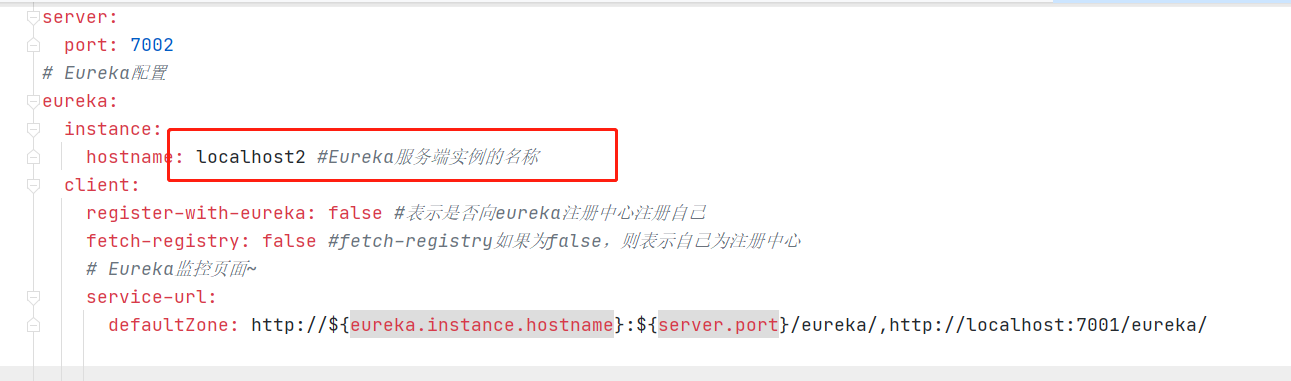 server:
port: 7002
# Eureka配置
eureka:
instance:
hostname: localhost2 #Eureka服务端实例的名称
client:
register-with-eureka: false #表示是否向eureka注册中心注册自己
fetch-registry: false #fetch-registry如果为false，则表示自己为注册中心
# Eureka监控页面~
service-url:
defaultZone: http://${eureka.instance.hostname}:${server.port}/eureka/,http://localhost:7001/eureka/